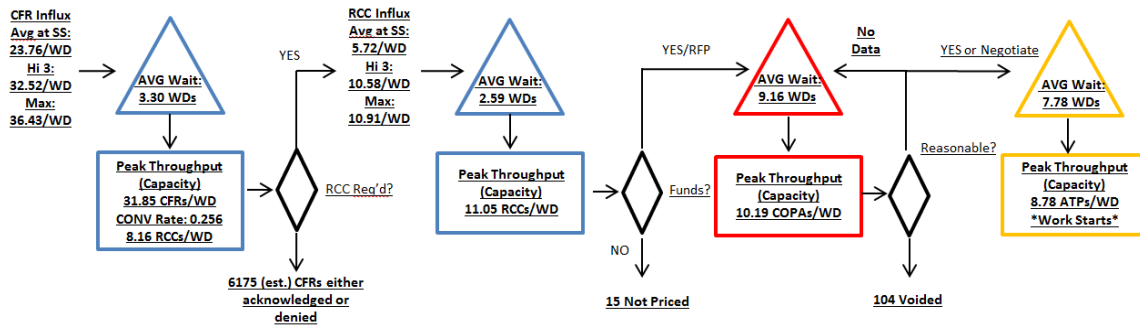 CFR Influx
Avg at SS:
23.76/WD
Hi 3:
32.52/WD
Max:
36.43/WD
AVG Wait:
3.30 WDs
Peak Throughput
(Capacity)
31.85 CFRs/WD
CONV Rate: 0.256
8.16 RCCs/WD
YES
RCC Req'd?
6175 (est.) CFRs either
acknowledged or
denied
RCC Influx
Avg at SS:
5.72/WD
Hi 3:
10.58/WD
Max:
10.91/WD
AVG Wait:
2.59 WDs
Peak Throughput
(Capacity)
11.05 RCCs/WD
YES/RFP
Funds?
NO
15 Not Priced
AVG Wait:
9.16 WDs
Peak Throughput
(Capacity)
10.19 COPAs/WD
No
Data
Reasonable?
104 Voided
YES or Negotiate
AVG Wait:
7.78 WDs
Peak Throughput
(Capacity)
8.78 ATPs/WD
*Work Starts*